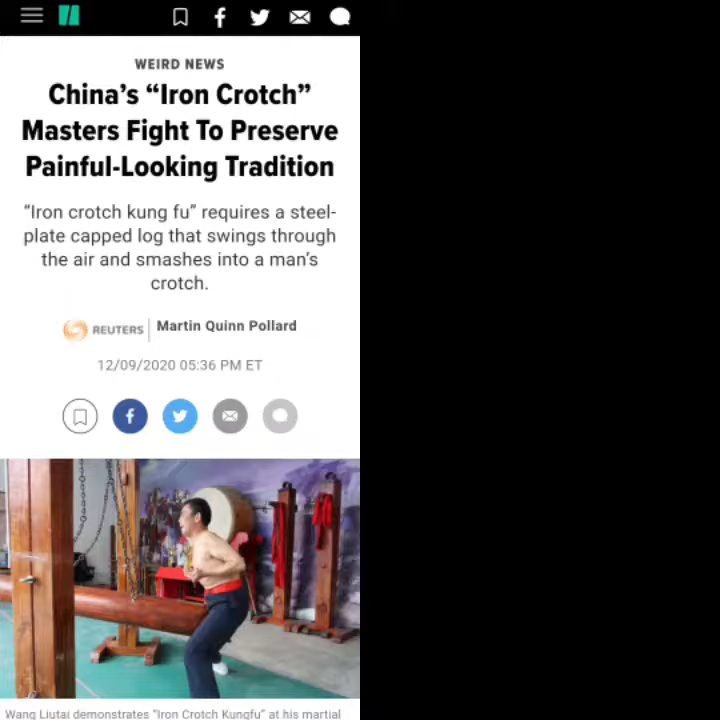 WEIRD NEWS
China’s “Iron Crotch”
Masters Fight To Preserve
Painful-Looking Tradition
“Iron crotch kung fu” requires a steel-
plate capped log that swings through
the air and smashes into a man’s
crotch.
REUTERS | Martin Quinn Pollard
12/09/2020 05:36 PM ET
Wang Liutai demonstrates “Iron Crotch Kungfu” at his martial